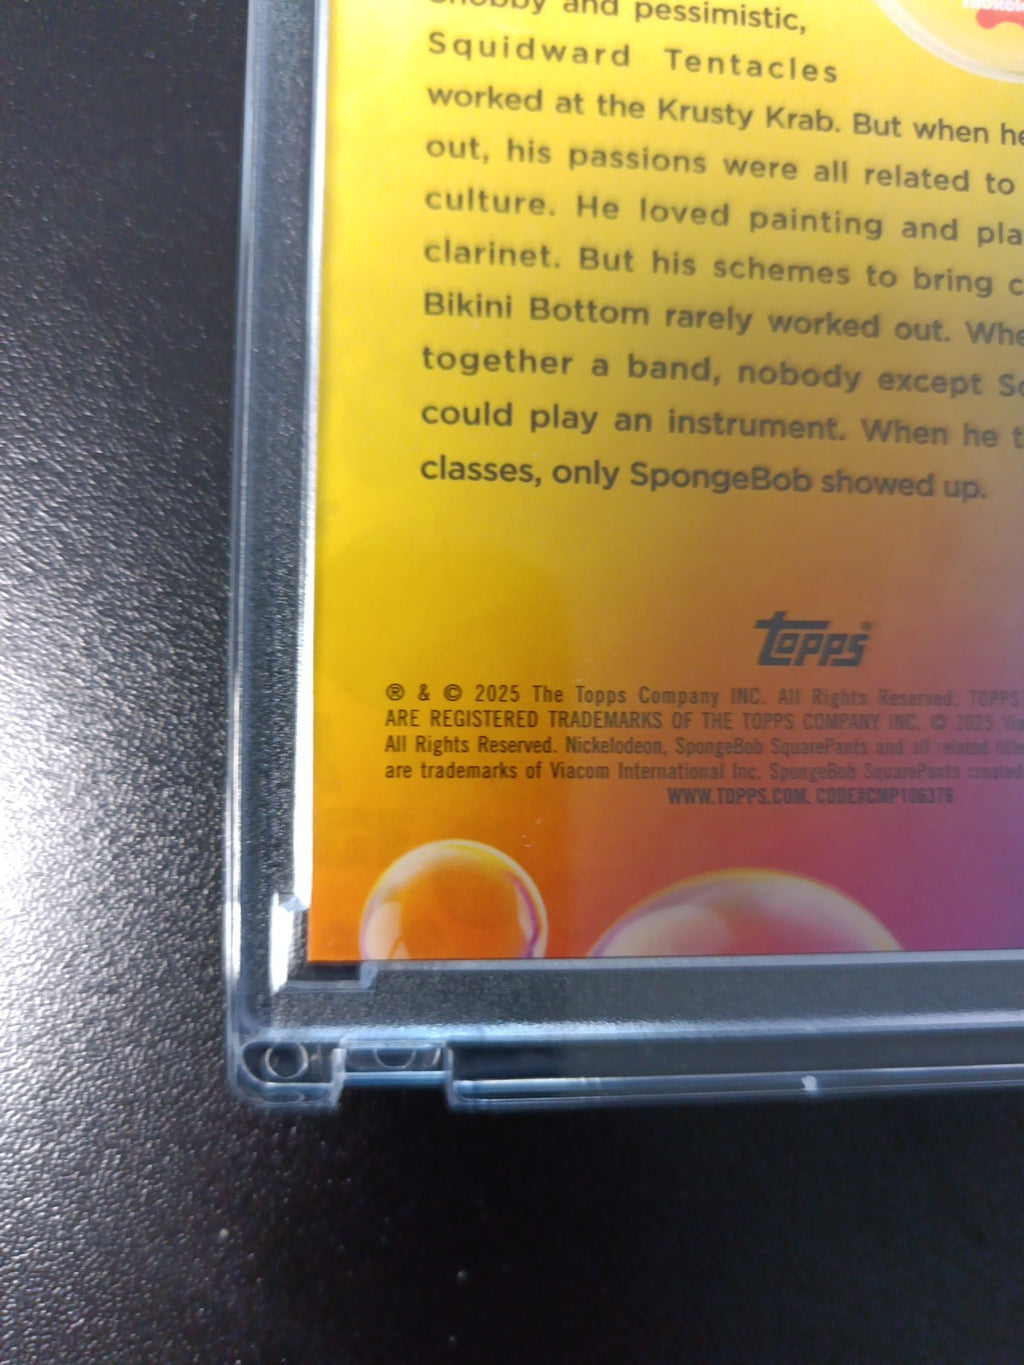 Snobby and pessimistic,
Squidward Tentacles
worked at the Krusty Krab. But when he
out, his passions were all related to
culture. He loved painting and pla
clarinet. But his schemes to bring c
Bikini Bottom rarely worked out. Whe
together a band, nobody except Sq
could play an instrument. When he t
classes, only SpongeBob showed up.
TOPPS®
® & © 2025 The Topps Company INC. All Rights Reserved. TOPPS
ARE REGISTERED TRADEMARKS OF THE TOPPS COMPANY INC. © 2025 Via
All Rights Reserved. Nickelodeon, SpongeBob SquarePants and all related title
are trademarks of Viacom International Inc. SpongeBob SquarePants created
WWW.TOPPS.COM. CODE#CMP106376